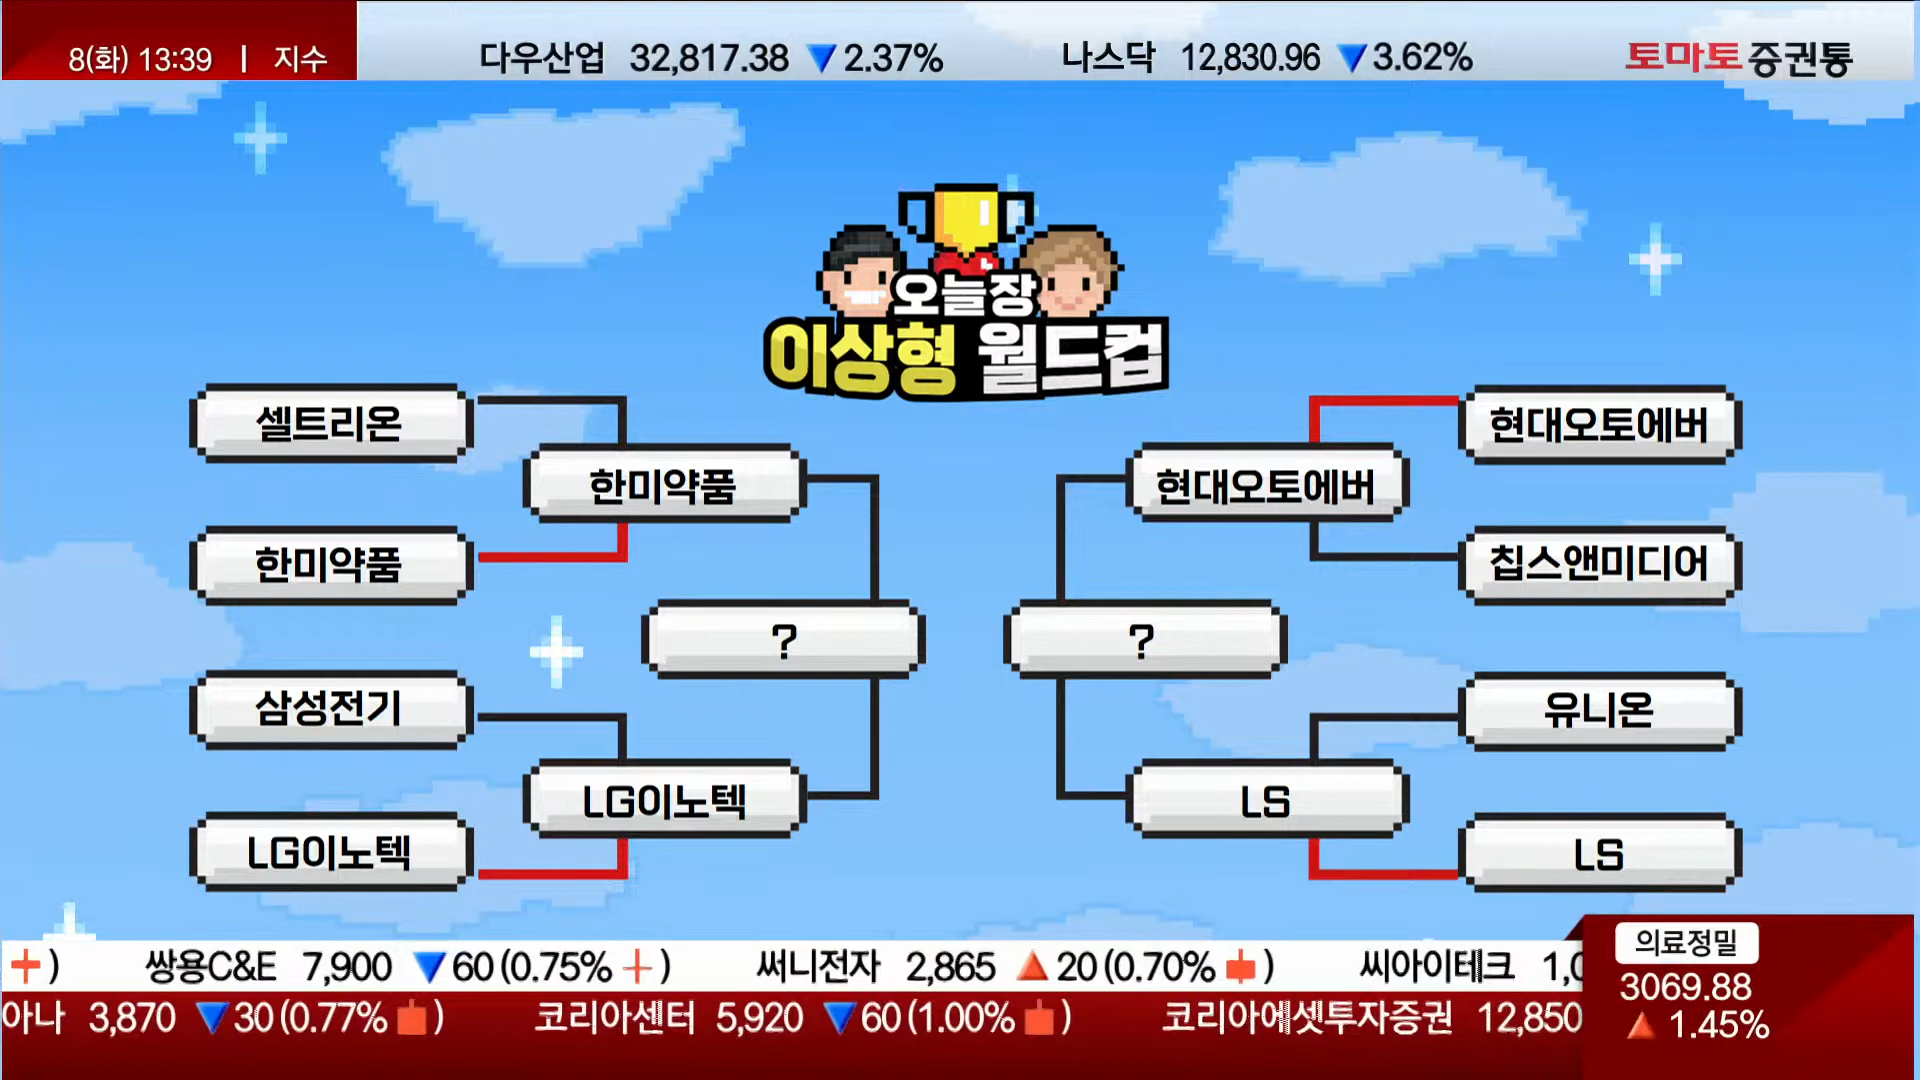 8(화) 13:39 | 지수
다우산업 32,817.38 ▼2.37%
나스닥 12,830.96 ▼3.62%
토마토증권통
오늘장
이상형 월드컵
셀트리온
한미약품
한미약품
삼성전기
LG이노텍
LG이노텍
?
현대오토에버
현대오토에버
칩스앤미디어
?
유니온
LS
LS
) 쌍용C&E 7,900 ▼60(0.75% ) 써니전자 2,865 ▲20(0.70% ) 씨아이테크
아나 3,870 ▼30(0.77% ) 코리아센터 5,920 ▼60(1.00% ) 코리아에셋투자증권 12,850
의료정밀
3069.88
▲ 1.45%